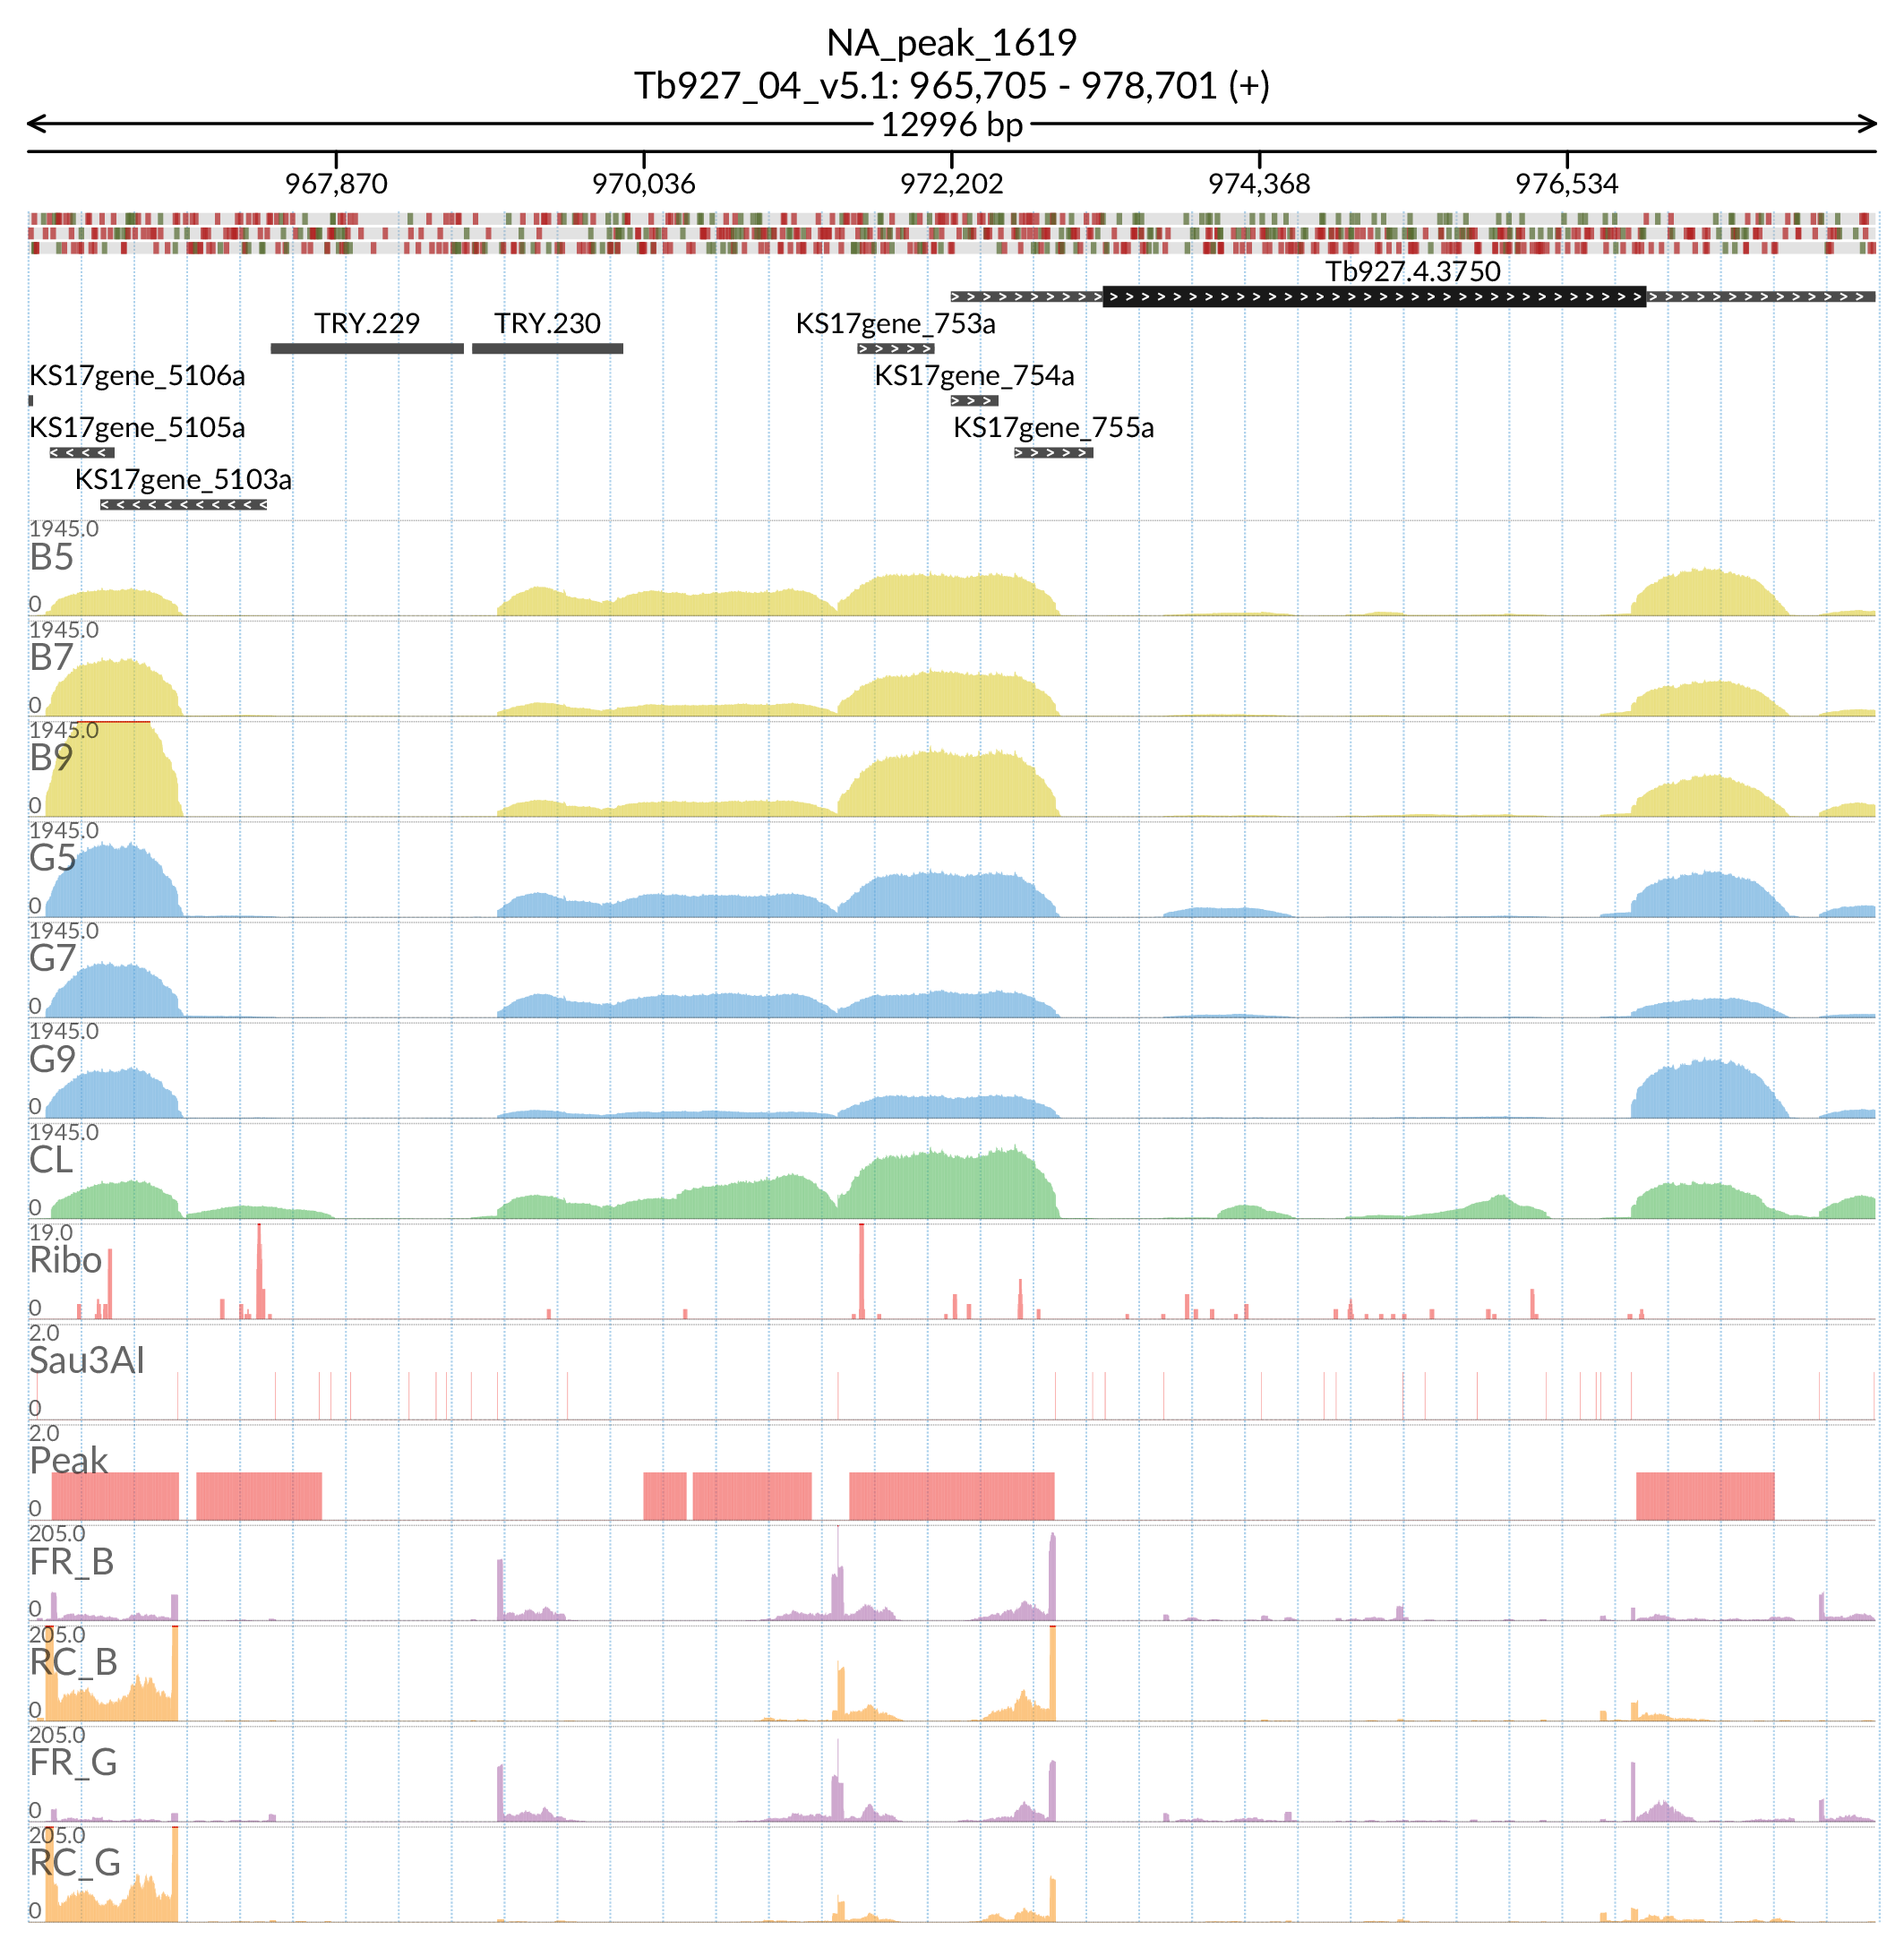 NA_peak_1619
Tb927_04_v5.1: 965,705 - 978,701 (+)
12996 bp
967,870 970,036 972,202 974,368 976,534
Tb927.4.3750
TRY.229 TRY.230 KS17gene_753a
KS17gene_5106a KS17gene_754a
KS17gene_5105a KS17gene_755a
KS17gene_5103a
1945.0
B5
0
1945.0
B7
0
1945.0
B9
0
1945.0
G5
0
1945.0
G7
0
1945.0
G9
0
1945.0
CL
0
19.0
Ribo
0
2.0
Sau3AI
0
2.0
Peak
0
205.0
FR_B
0
205.0
RC_B
0
205.0
FR_G
0
205.0
RC_G
0